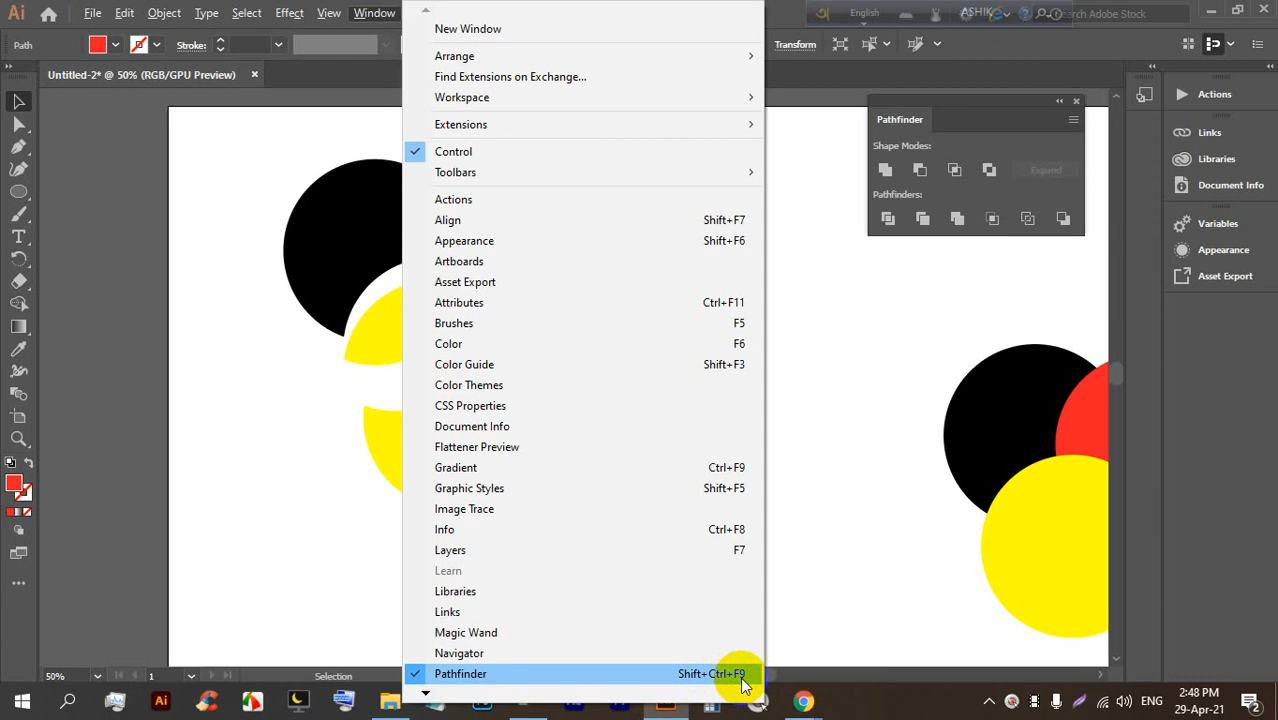 Ai File Edit Object Type Select Effect View Window English ASHIK Adobe Stock
Path Stroke: Transform
Untitled-2* @ 50% (RGB/GPU Preview)
New Window
Arrange
Find Extensions on Exchange...
Workspace
Extensions
Control
Toolbars
Actions
Align Shift+F7
Appearance Shift+F6
Artboards
Asset Export
Attributes Ctrl+F11
Brushes F5
Color F6
Color Guide Shift+F3
Color Themes
CSS Properties
Document Info
Flattener Preview
Gradient Ctrl+F9
Graphic Styles Shift+F5
Image Trace
Info Ctrl+F8
Layers F7
Learn
Libraries
Links
Magic Wand
Navigator
Pathfinder Shift+Ctrl+F9
Pathfinder
Shape Modes:
Expand
Pathfinders:
Actions
Links
Libraries
Document Info
Variables
Appearance
Asset Export
50% 1 Selection
Ai ENG 2:48 PM
29-Apr-21
2